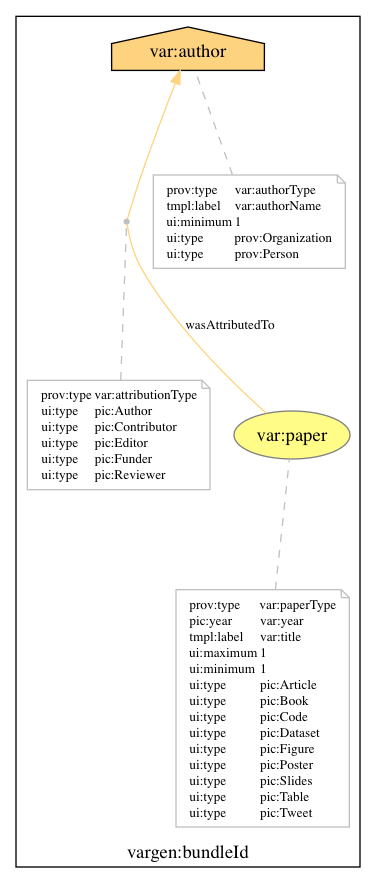 var:author
prov:type var:authorType
tmpl:label var:authorName
ui:minimum 1
ui:type prov:Organization
ui:type prov:Person
wasAttributedTo
prov:type var:attributionType
ui:type pic:Author
ui:type pic:Contributor
ui:type pic:Editor
ui:type pic:Funder
ui:type pic:Reviewer
var:paper
prov:type var:paperType
pic:year var:year
tmpl:label var:title
ui:maximum 1
ui:minimum 1
ui:type pic:Article
ui:type pic:Book
ui:type pic:Code
ui:type pic:Dataset
ui:type pic:Figure
ui:type pic:Poster
ui:type pic:Slides
ui:type pic:Table
ui:type pic:Tweet
vargen:bundleId